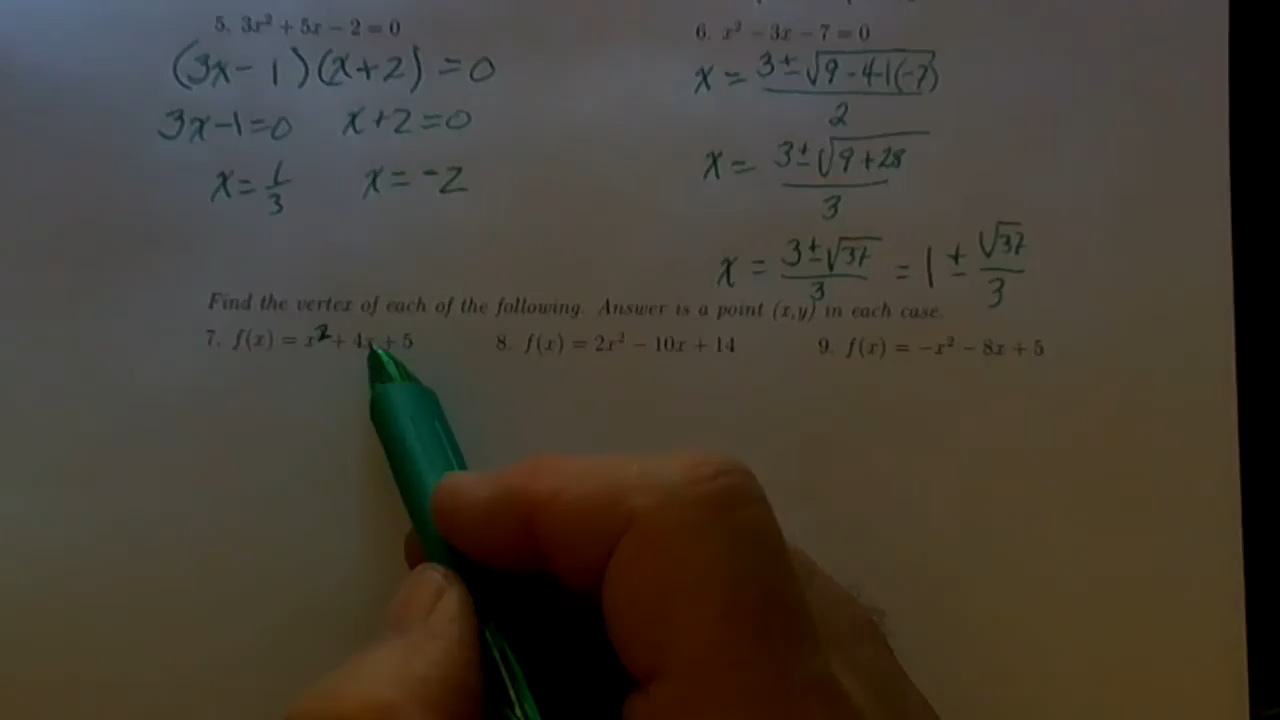 5. 3x² + 5x − 2 = 0
(3x − 1)(x+2) = 0
3x−1=0 x+2=0
x = 1/3 x = −2
6. x² − 3x − 7 = 0
x = 3 ± √(9 − 4·1(−7)) / 2
x = 3 ± √(9 + 28) / 3
x = 3 ± √37 / 3 = 1 ± √37 / 3
Find the vertex of each of the following. Answer is a point (x,y) in each case.
7. f(x) = x² + 4x + 5 8. f(x) = 2x² − 10x + 14 9. f(x) = −x² − 8x + 5